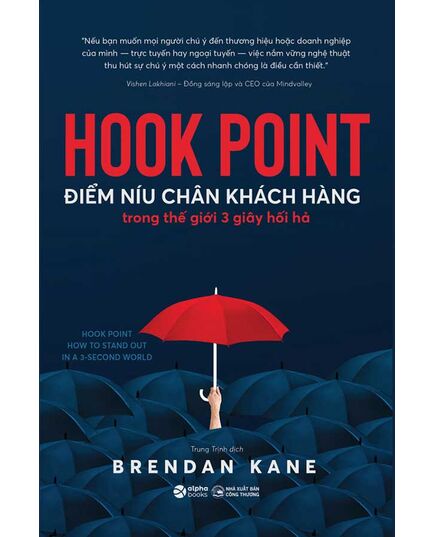 "Nếu bạn muốn mọi người chú ý đến thương hiệu hoặc doanh nghiệp
của mình — trực tuyến hay ngoại tuyến — việc nắm vững nghệ thuật
thu hút sự chú ý một cách nhanh chóng là điều cần thiết."
Vishen Lakhiani – Đồng sáng lập và CEO của Mindvalley
HOOK POINT
ĐIỂM NÍU CHÂN KHÁCH HÀNG
trong thế giới 3 giây hối hả
HOOK POINT
HOW TO STAND OUT
IN A 3-SECOND WORLD
Trung Trịnh dịch
BRENDAN KANE
alpha
books
NHÀ XUẤT BẢN
CÔNG THƯƠNG